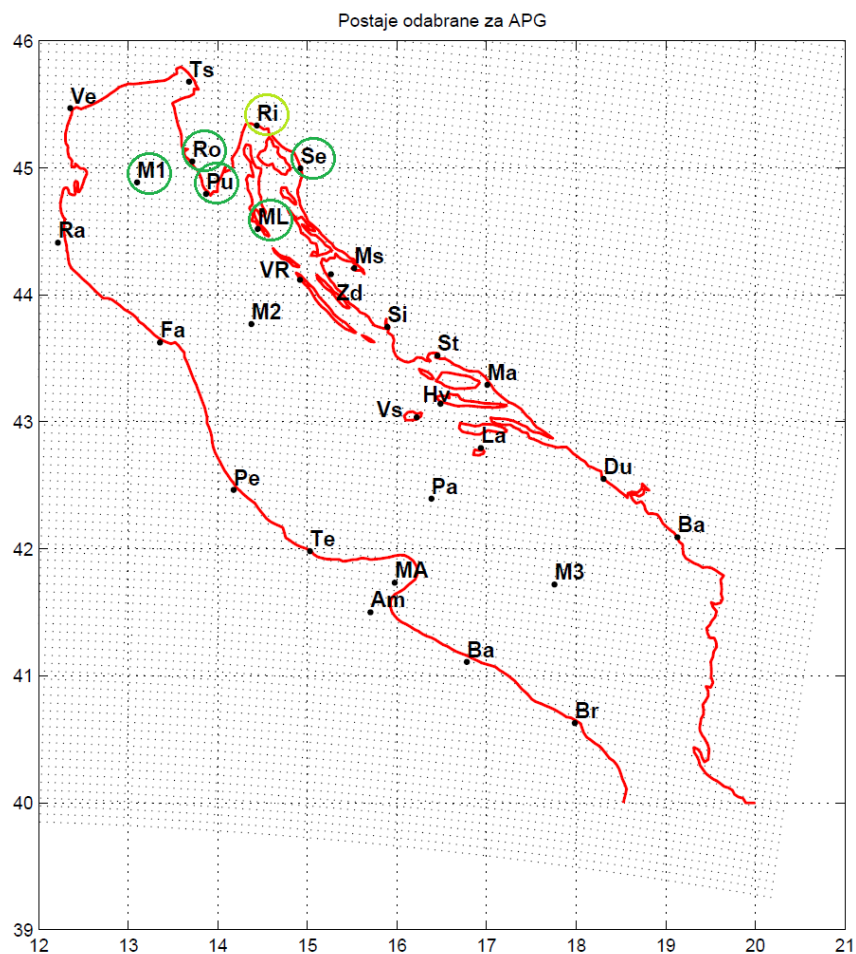 Postaje odabrane za APG
46
Ts
Ve
Ri
Ro
Se
45
M1
Pu
ML
Ra
Ms
VR
44
Zd
M2
Si
Fa
St
Ma
Hv
43
Vs
La
Du
Pe
Pa
Ba
Te
42
MA
M3
Am
41
Ba
Br
40
39
12
13
14
15
16
17
18
19
20
21